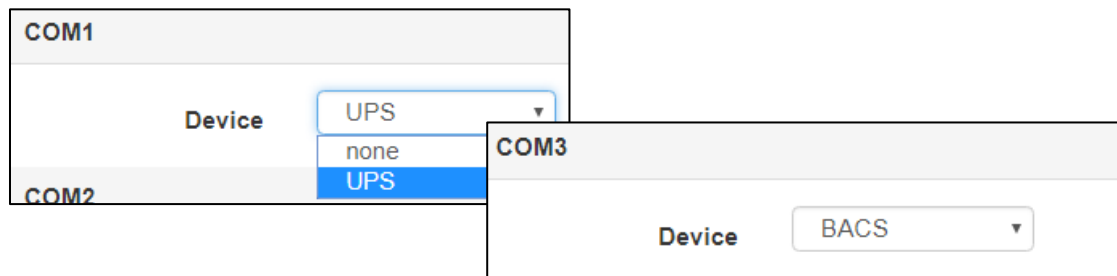 COM1
Device UPS
none
UPS
COM2
COM3
Device BACS